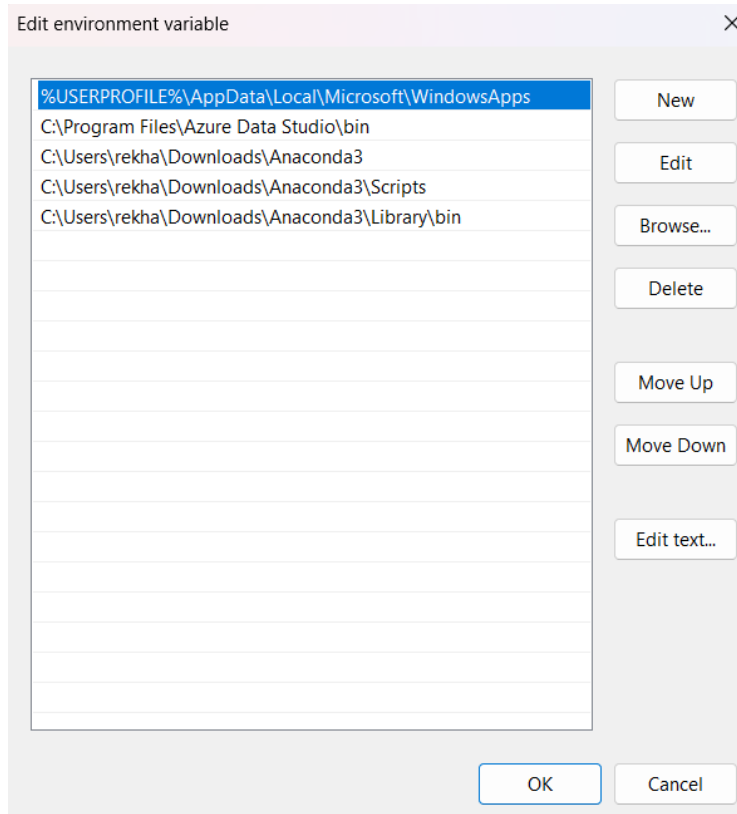 Edit environment variable
%USERPROFILE%\AppData\Local\Microsoft\WindowsApps
C:\Program Files\Azure Data Studio\bin
C:\Users\rekha\Downloads\Anaconda3
C:\Users\rekha\Downloads\Anaconda3\Scripts
C:\Users\rekha\Downloads\Anaconda3\Library\bin
New
Edit
Browse...
Delete
Move Up
Move Down
Edit text...
OK
Cancel